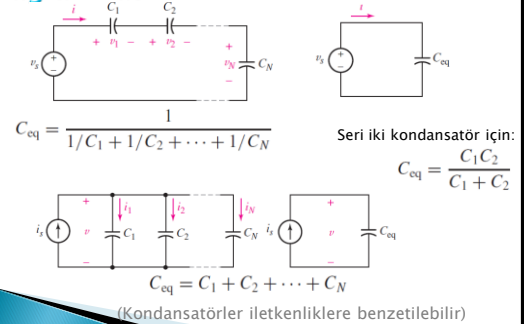 i C₁ C₂ i
+ v₁ − + v₂ − +
vₛ + − vN CN vₛ + − Ceq
−
Ceq = 1 / (1/C₁ + 1/C₂ + ··· + 1/CN)
Seri iki kondansatör için:
Ceq = C₁C₂ / (C₁ + C₂)
+ i₁ i₂ iN +
iₛ v C₁ C₂ CN iₛ v Ceq
− −
Ceq = C₁ + C₂ + ··· + CN
(Kondansatörler iletkenliklere benzetilebilir)